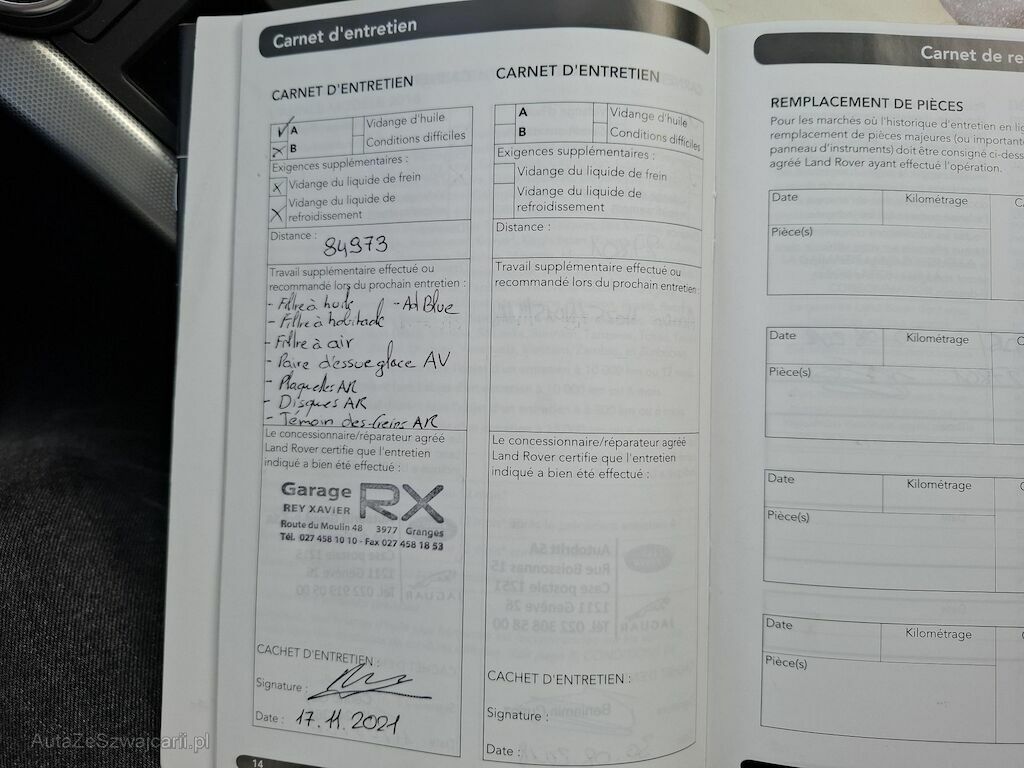 Carnet d'entretien
CARNET D'ENTRETIEN
A
B
Vidange d'huile
Conditions difficiles
Exigences supplémentaires :
Vidange du liquide de frein
Vidange du liquide de
refroidissement
Distance :
84973
Travail supplémentaire effectué ou
recommandé lors du prochain entretien :
- Filtre à huile - Ad Blue
- Filtre à habitacle
- Filtre à air
- Paire d'essuie glace AV
- Plaquettes AR
- Disques AR
- Témoin des freins AR
Le concessionnaire/réparateur agréé
Land Rover certifie que l'entretien
indiqué a bien été effectué :
Garage RX
REY XAVIER
Route du Moulin 48 3977 Granges
Tél. 027 458 10 10 - Fax 027 458 18 53
CACHET D'ENTRETIEN :
Signature :
Date : 17.11.2021
14
CARNET D'ENTRETIEN
A
B
Vidange d'huile
Conditions difficiles
Exigences supplémentaires :
Vidange du liquide de frein
Vidange du liquide de
refroidissement
Distance :
Travail supplémentaire effectué ou
recommandé lors du prochain entretien :
Le concessionnaire/réparateur agréé
Land Rover certifie que l'entretien
indiqué a bien été effectué :
CACHET D'ENTRETIEN :
Signature :
Date :
Carnet de re
REMPLACEMENT DE PIÈCES
Pour les marchés où l'historique d'entretien en li
remplacement de pièces majeures (ou importante
panneau d'instruments) doit être consigné ci-dess
agréé Land Rover ayant effectué l'opération.
Date Kilométrage
Pièce(s)
Date Kilométrage
Pièce(s)
Date Kilométrage
Pièce(s)
Date Kilométrage
Pièce(s)
AutaZeSzwajcarii.pl